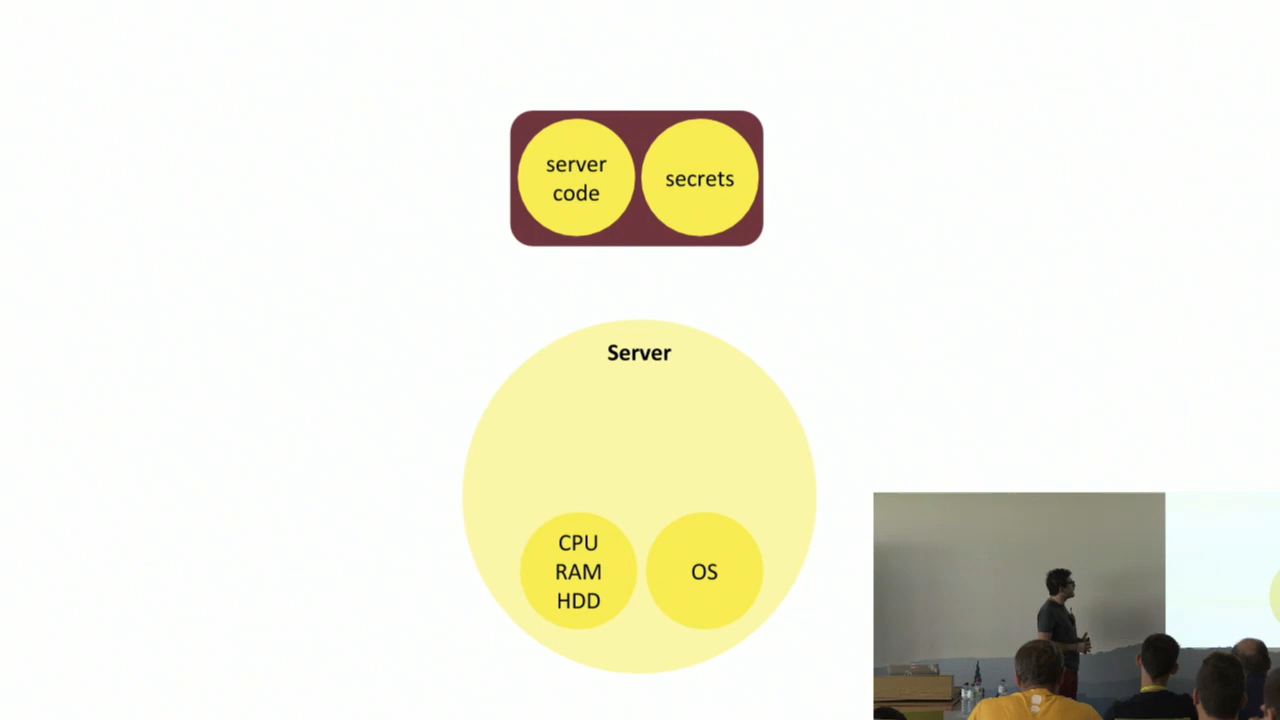 server
code
secrets
Server
CPU
RAM
HDD
OS